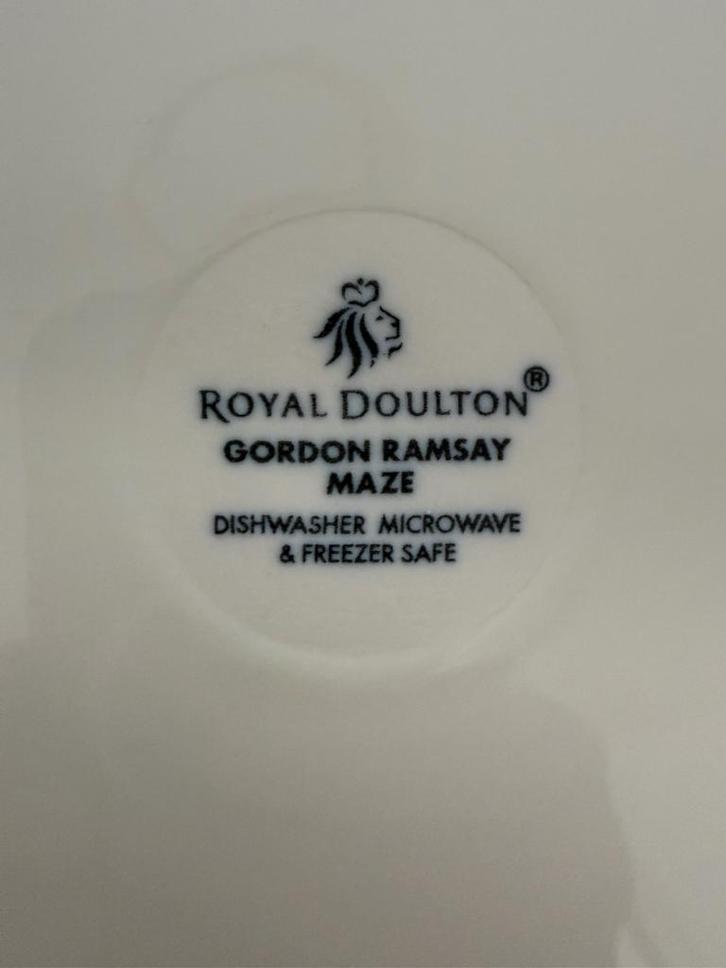 ROYAL DOULTON®
GORDON RAMSAY
MAZE
DISHWASHER MICROWAVE
& FREEZER SAFE